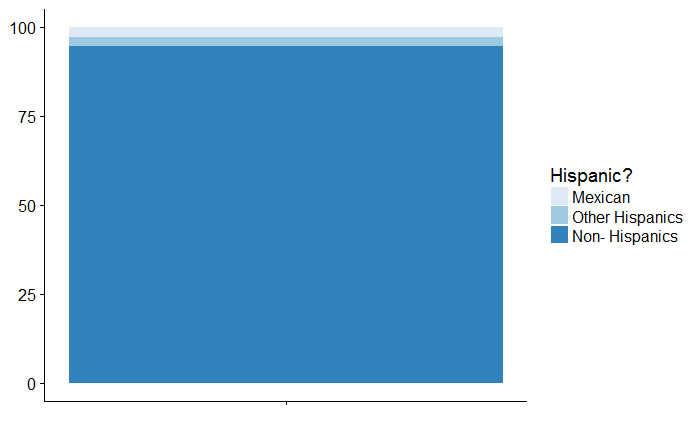 100
75
50
25
0
Hispanic?
Mexican
Other Hispanics
Non- Hispanics